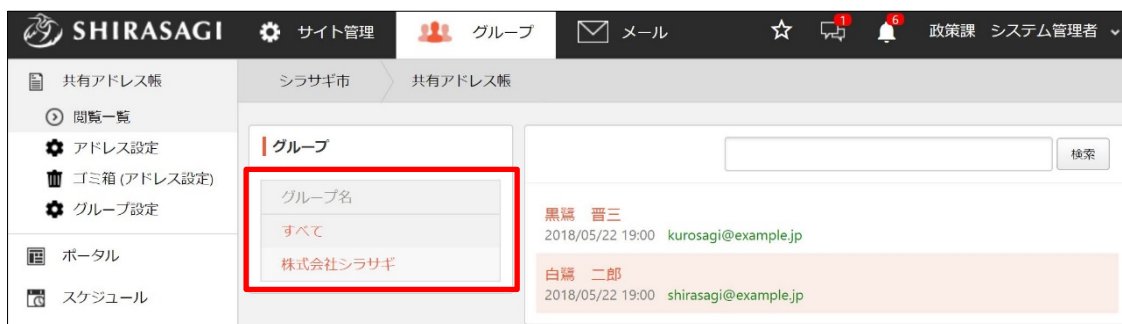 SHIRASAGI サイト管理 グループ メール 1 6 政策課 システム管理者
共有アドレス帳
閲覧一覧
アドレス設定
ゴミ箱 (アドレス設定)
グループ設定
ポータル
スケジュール
シラサギ市 共有アドレス帳
グループ
グループ名
すべて
株式会社シラサギ
検索
黒鷺 晋三
2018/05/22 19:00 kurosagi@example.jp
白鷺 二郎
2018/05/22 19:00 shirasagi@example.jp